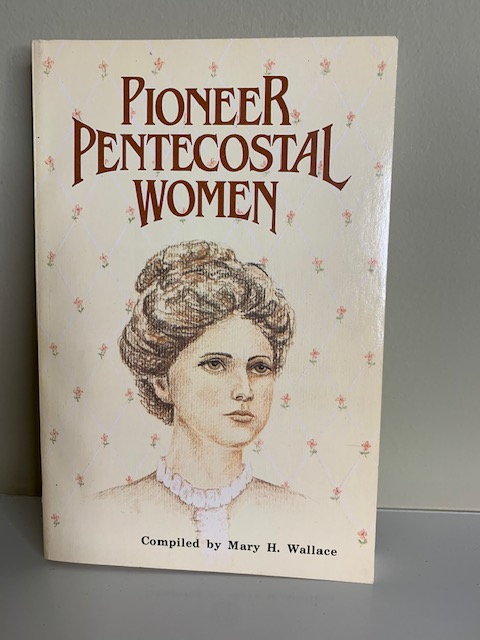 PIONEER
PENTECOSTAL
WOMEN
Compiled by Mary H. Wallace